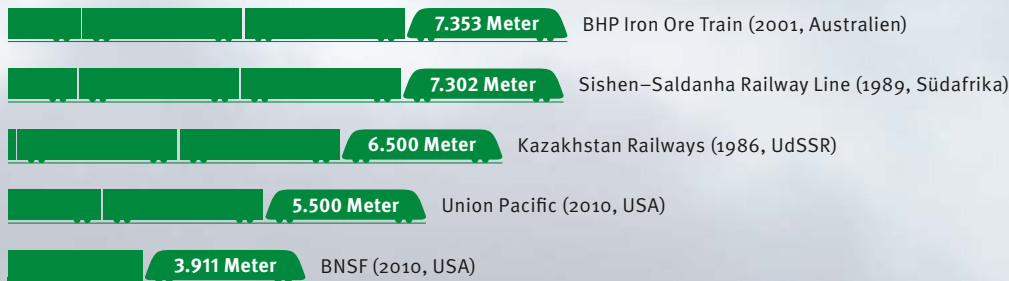 7.353 Meter BHP Iron Ore Train (2001, Australien)
7.302 Meter Sishen–Saldanha Railway Line (1989, Südafrika)
6.500 Meter Kazakhstan Railways (1986, UdSSR)
5.500 Meter Union Pacific (2010, USA)
3.911 Meter BNSF (2010, USA)